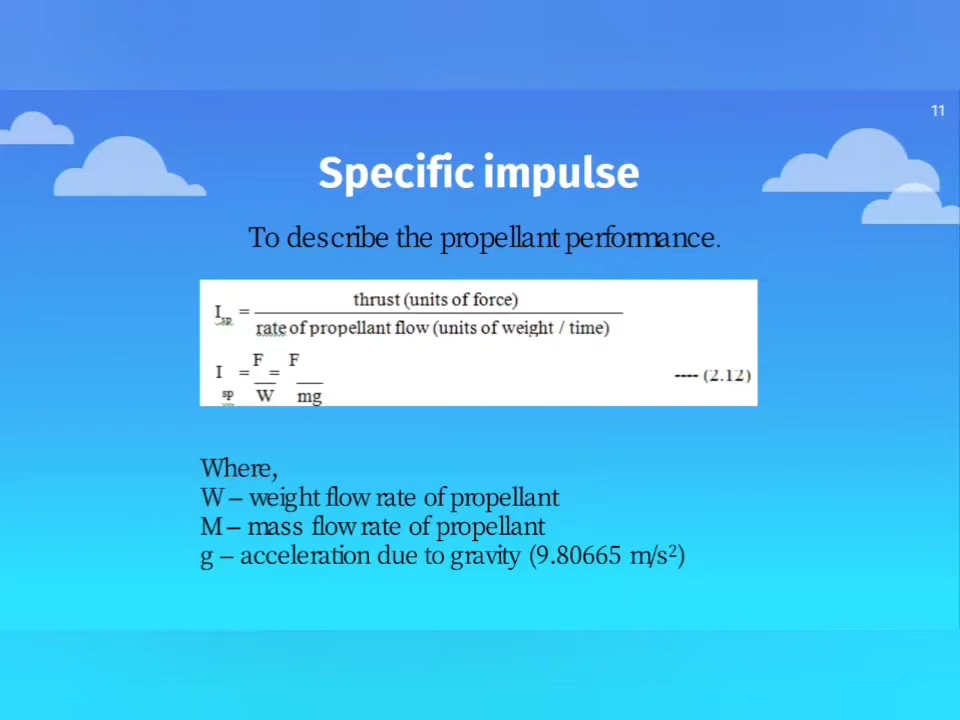 11
Specific impulse
To describe the propellant performance.
thrust (units of force)
I sp =
rate of propellant flow (units of weight / time)
F F
I = =
---- (2.12)
sp W mg
Where,
W – weight flow rate of propellant
M – mass flow rate of propellant
g – acceleration due to gravity (9.80665 m/s²)